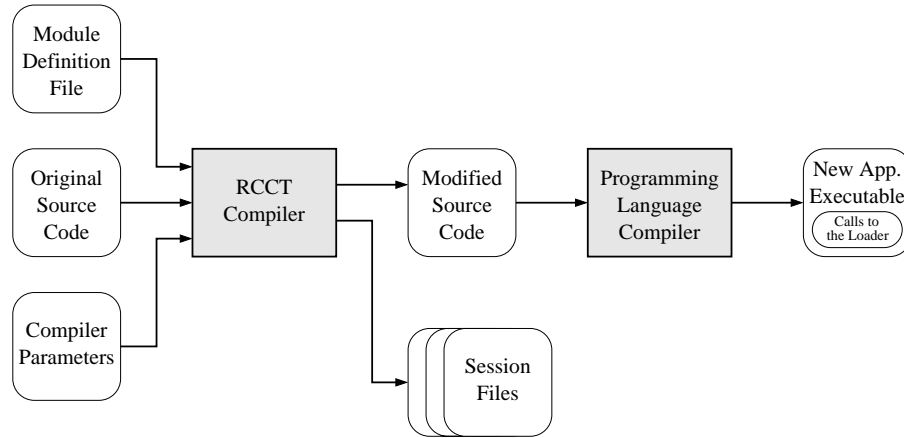 Module
Definition
File
Original
Source
Code
Compiler
Parameters
RCCT
Compiler
Modified
Source
Code
Session
Files
Programming
Language
Compiler
New App.
Executable
Calls to
the Loader